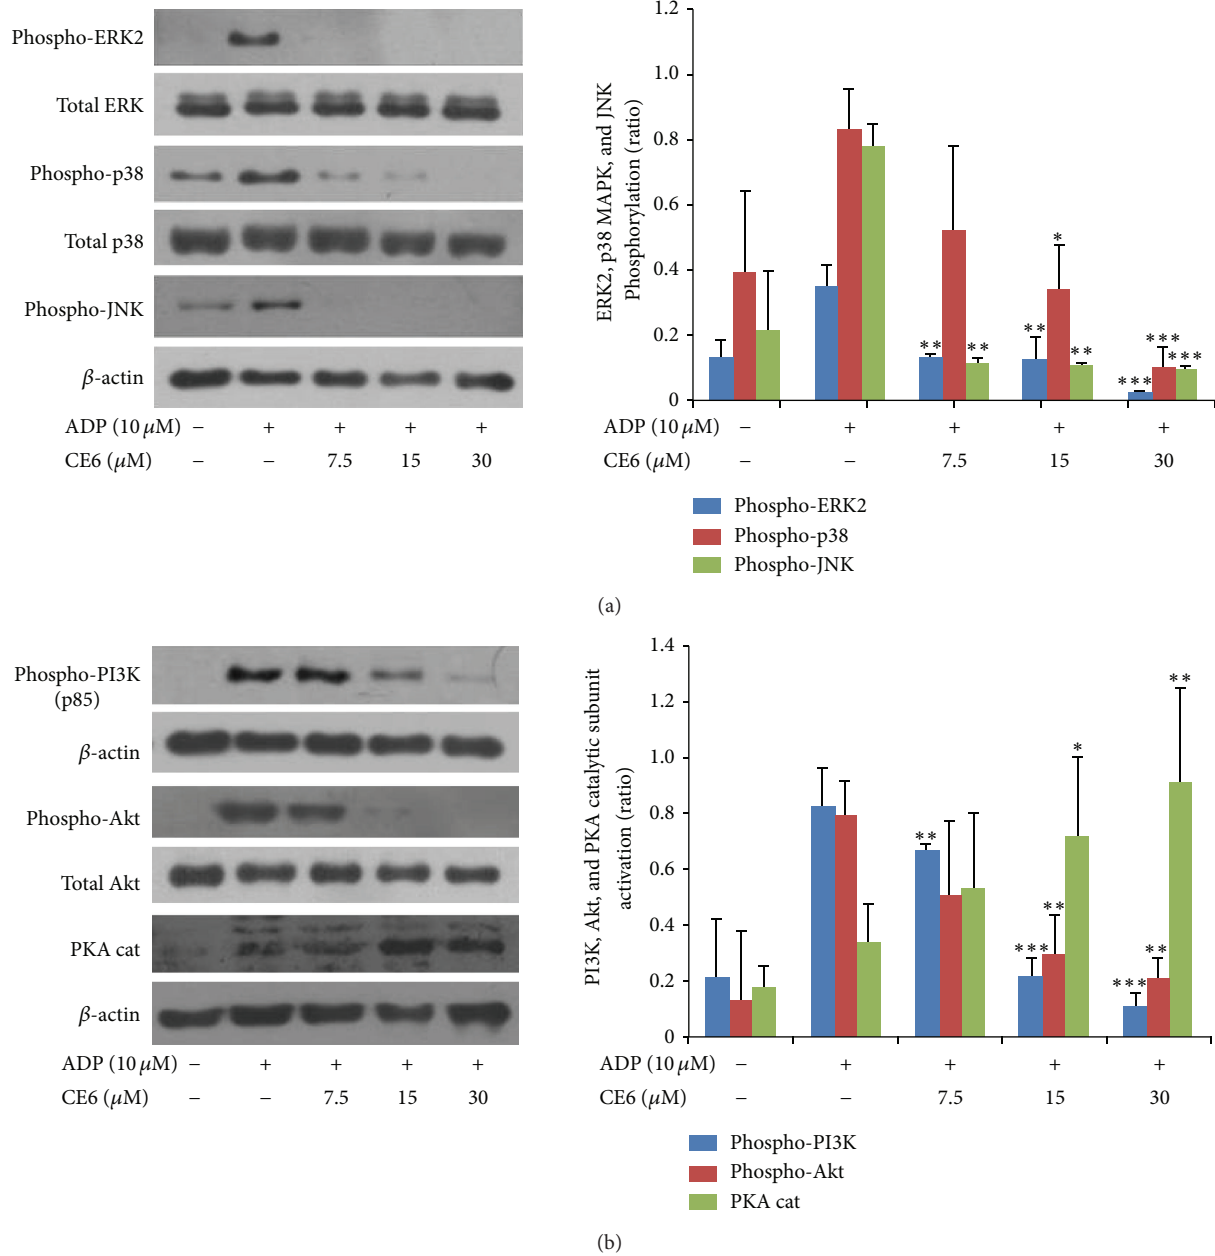 Phospho-ERK2
Total ERK
Phospho-p38
Total p38
Phospho-JNK
β-actin
ADP (10 μM) − + + + +
CE6 (μM) − − 7.5 15 30
ERK2, p38 MAPK, and JNK
Phosphorylation (ratio)
1.2
1.0
0.8
0.6
0.4
0.2
0
** **
** * **
*** *** ***
ADP (10 μM) − + + + +
CE6 (μM) − − 7.5 15 30
Phospho-ERK2
Phospho-p38
Phospho-JNK
(a)
Phospho-PI3K
(p85)
β-actin
Phospho-Akt
Total Akt
PKA cat
β-actin
ADP (10 μM) − + + + +
CE6 (μM) − − 7.5 15 30
PI3K, Akt, and PKA catalytic subunit
activation (ratio)
1.4
1.2
1.0
0.8
0.6
0.4
0.2
0
**
*** ** *
*** ** **
ADP (10 μM) − + + + +
CE6 (μM) − − 7.5 15 30
Phospho-PI3K
Phospho-Akt
PKA cat
(b)